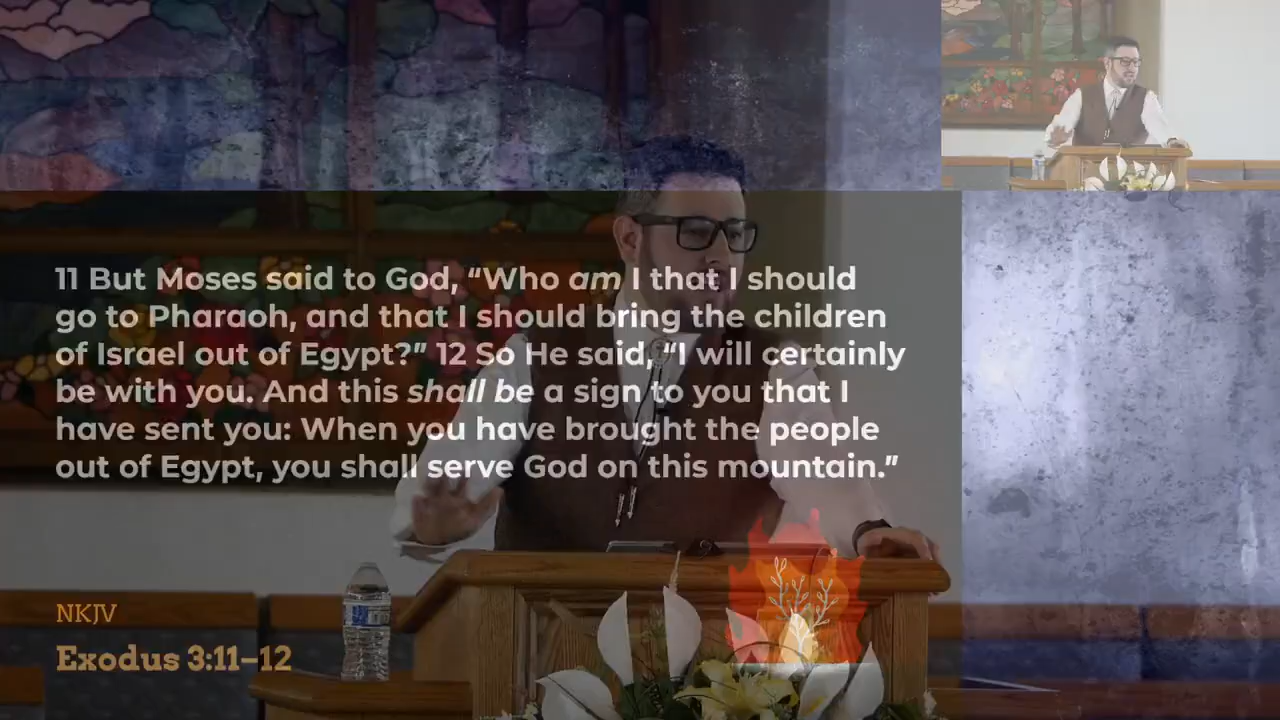 11 But Moses said to God, “Who am I that I should
go to Pharaoh, and that I should bring the children
of Israel out of Egypt?” 12 So He said, “I will certainly
be with you. And this shall be a sign to you that I
have sent you: When you have brought the people
out of Egypt, you shall serve God on this mountain.”
NKJV
Exodus 3:11–12